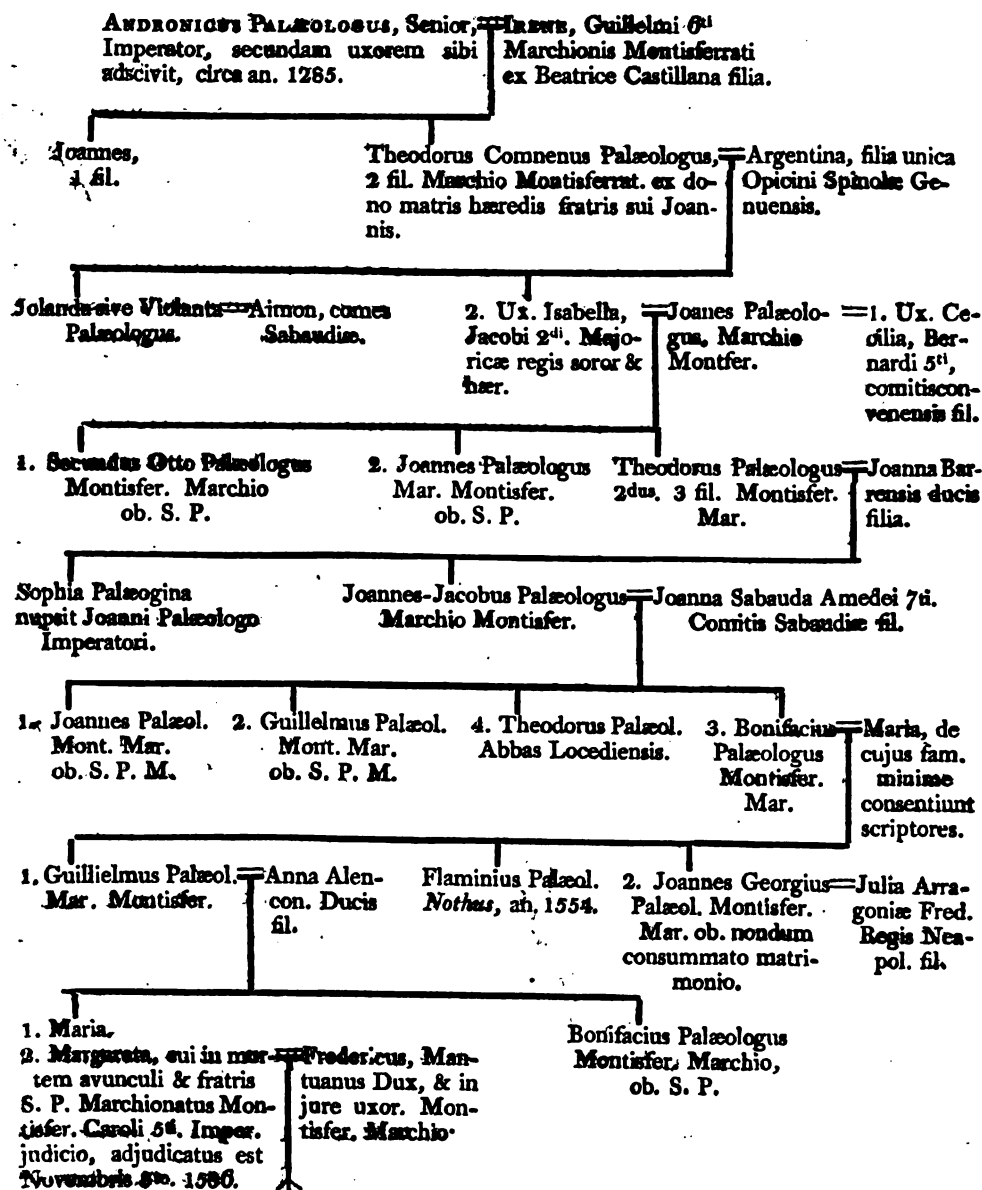 ANDRONICUS PALÆOLOGUS, Senior,
Imperator, secundam uxorem sibi
adscivit, circa an. 1285.
IRENE, Guillelmi 6ti
Marchionis Montisferrati
ex Beatrice Castillana filia.
Joannes,
1 fil.
Theodorus Comnenus Palæologus,
2 fil. Marchio Montisferrat. ex do-
no matris hæredis fratris sui Joan-
nis.
Argentina, filia unica
Opicini Spinolæ Ge-
nuensis.
Jolanda sive Violanta
Palæologus.
Aimon, comes
Sabaudiæ.
2. Ux. Isabella,
Jacobi 2di. Majo-
ricæ regis soror &
hær.
Joanes Palæolo-
gus, Marchio
Montfer.
1. Ux. Ce-
cilia, Ber-
nardi 5ti,
comitiscon-
venensis fil.
1. Secundus Otto Palæologus
Montisfer. Marchio
ob. S. P.
2. Joannes Palæologus
Mar. Montisfer.
ob. S. P.
Theodorus Palæologus
2dus. 3 fil. Montisfer.
Mar.
Joanna Bar-
rensis ducis
filia.
Sophia Palæogina
nupsit Joanni Palæologo
Imperatori.
Joannes-Jacobus Palæologus
Marchio Montisfer.
Joanna Sabauda Amedei 7ti.
Comitis Sabaudiæ fil.
1. Joannes Palæol.
Mont. Mar.
ob. S. P. M.
2. Guillelmus Palæol.
Mont. Mar.
ob. S. P. M.
4. Theodorus Palæol.
Abbas Locediensis.
3. Bonifacius
Palæologus
Montisfer.
Mar.
Maria, de
cujus fam.
minime
consentiunt
scriptores.
1. Guillielmus Palæol.
Mar. Montisfer.
Anna Alen-
con. Ducis
fil.
Flaminius Palæol.
Nothus, an. 1554.
2. Joannes Georgius
Palæol. Montisfer.
Mar. ob. nondum
consummato matri-
monio.
Julia Arra-
goniæ Fred.
Regis Nea-
pol. fil.
1. Maria.
2. Margareta, cui in mor-
tem avunculi & fratris
S. P. Marchionatus Mon-
tisfer. Caroli 5ti. Imper.
judicio, adjudicatus est
Novembris
Fredericus, Man-
tuanus Dux, & in
jure uxor. Mon-
tisfer. Marchio
Bonifacius Palæologus
Montisfer. Marchio,
ob. S. P.